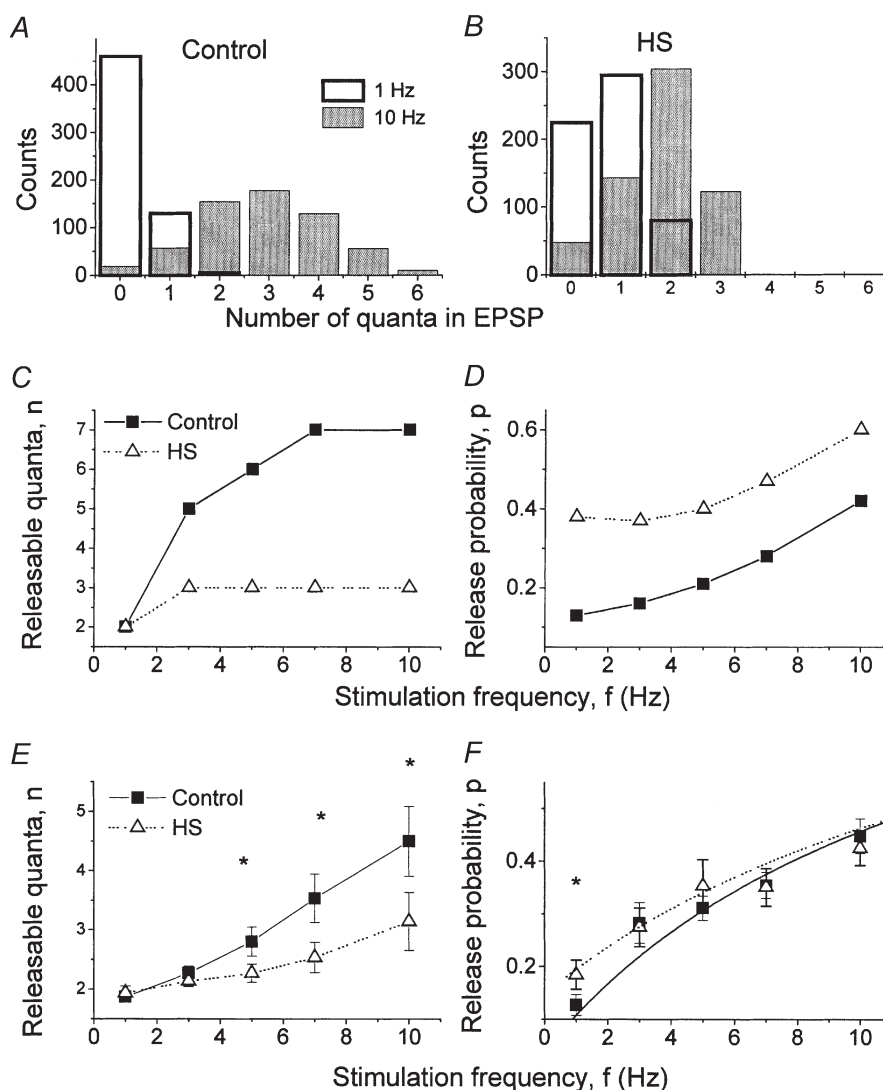 A
Control
1 Hz
10 Hz
Counts
400
300
200
100
0
0 1 2 3 4 5 6
B
HS
Counts
300
200
100
0
0 1 2 3 4 5 6
Number of quanta in EPSP
C
Control
HS
Releasable quanta, n
7
6
5
4
3
2
0 2 4 6 8 10
D
Release probability, p
0.6
0.4
0.2
0 2 4 6 8 10
Stimulation frequency, f (Hz)
E
Control
HS
Releasable quanta, n
5
4
3
2
* * *
0 2 4 6 8 10
F
Release probability, p
0.4
0.2
*
0 2 4 6 8 10
Stimulation frequency, f (Hz)